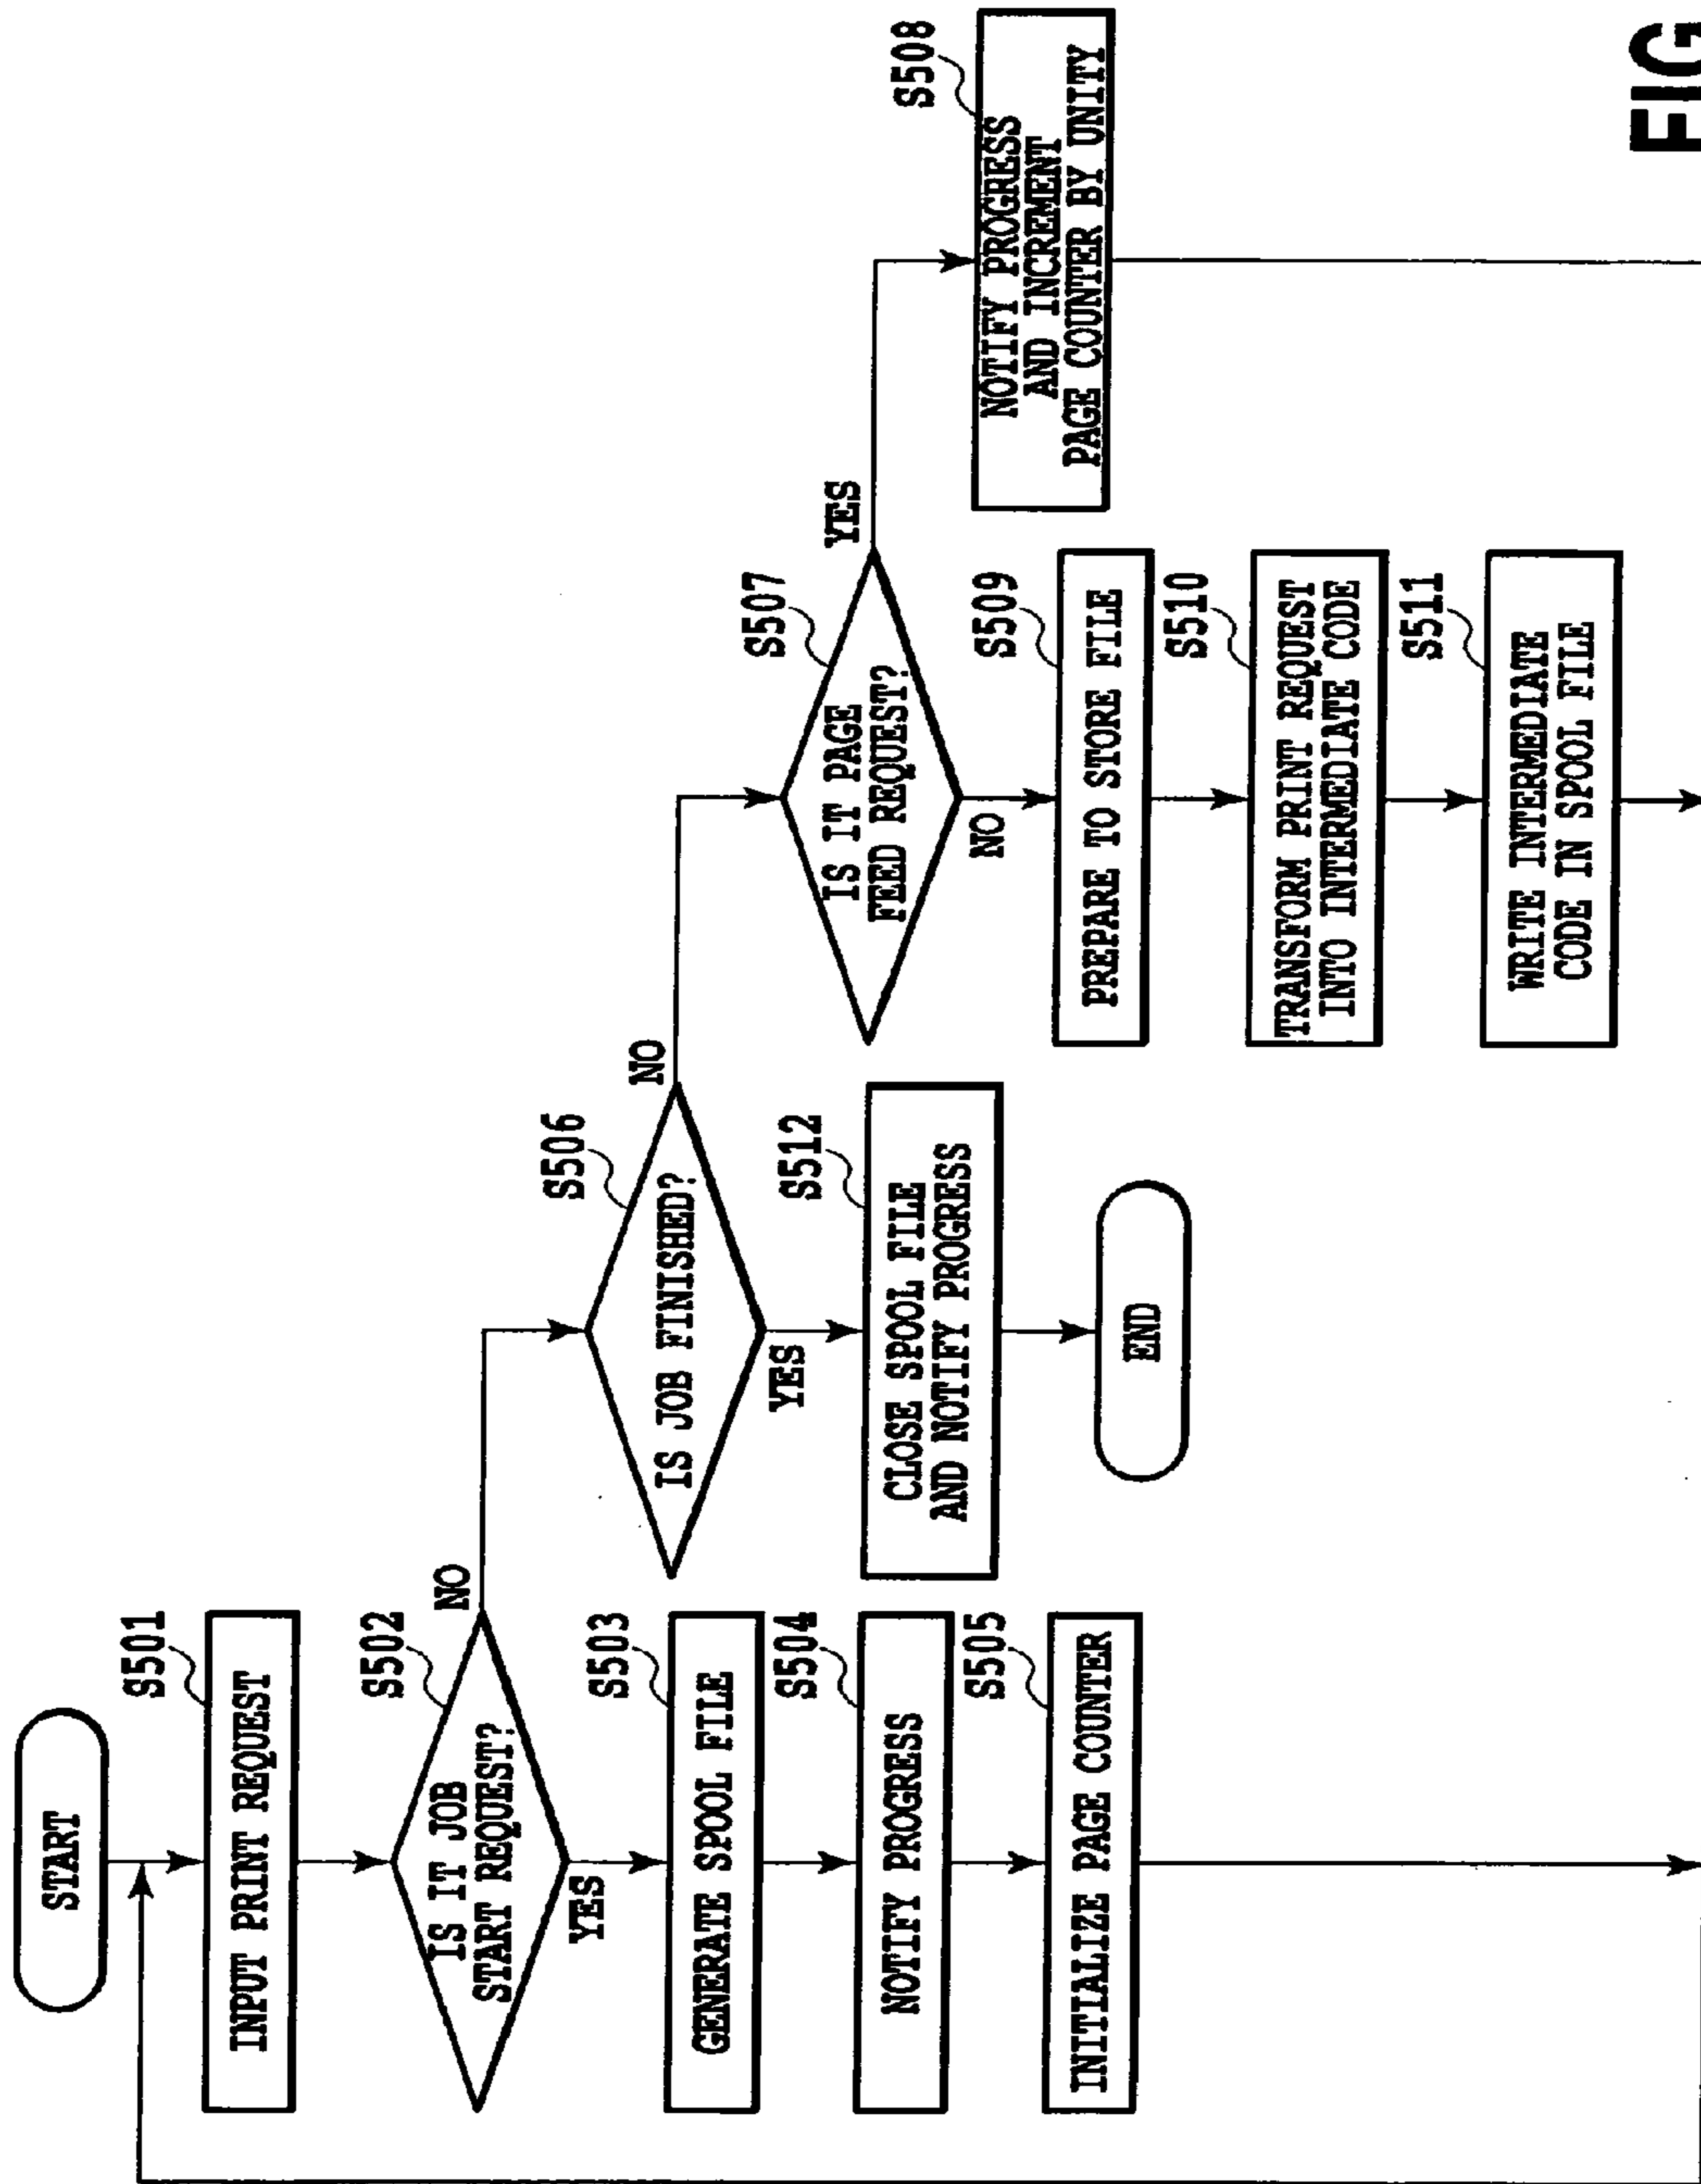 START
S501
INPUT PRINT REQUEST
S502
IS IT JOB
START REQUEST?
NO
YES
S503
GENERATE SPOOL FILE
S504
NOTIFY PROGRESS
S505
INITIALIZE PAGE COUNTER
S506
IS JOB FINISHED?
NO
YES
S512
CLOSE SPOOL FILE
AND NOTIFY PROGRESS
END
S507
IS IT PAGE
FEED REQUEST?
YES
NO
S509
PREPARE TO STORE FILE
S510
TRANSFORM PRINT REQUEST
INTO INTERMEDIATE CODE
S511
WRITE INTERMEDIATE
CODE IN SPOOL FILE
S508
NOTIFY PROGRESS
AND INCREMENT
PAGE COUNTER BY UNITY
FIG